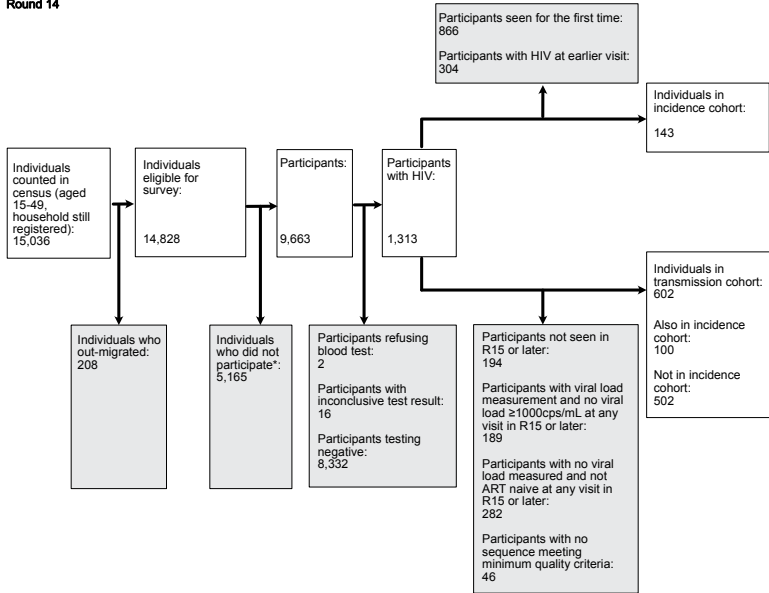 Round 14
Participants seen for the first time:
866
Participants with HIV at earlier visit:
304
Individuals in
incidence cohort:
143
Individuals
counted in
census (aged
15-49,
household still
registered):
15,036
Individuals
eligible for
survey:
14,828
Participants:
9,663
Participants
with HIV:
1,313
Individuals in
transmission cohort:
602
Also in incidence
cohort:
100
Not in incidence
cohort:
502
Individuals who
out-migrated:
208
Individuals
who did not
participate*:
5,165
Participants refusing
blood test:
2
Participants with
inconclusive test result:
16
Participants testing
negative:
8,332
Participants not seen in
R15 or later:
194
Participants with viral load
measurement and no viral
load ≥1000cps/mL at any
visit in R15 or later:
189
Participants with no viral
load measured and not
ART naive at any visit in
R15 or later:
282
Participants with no
sequence meeting
minimum quality criteria:
46